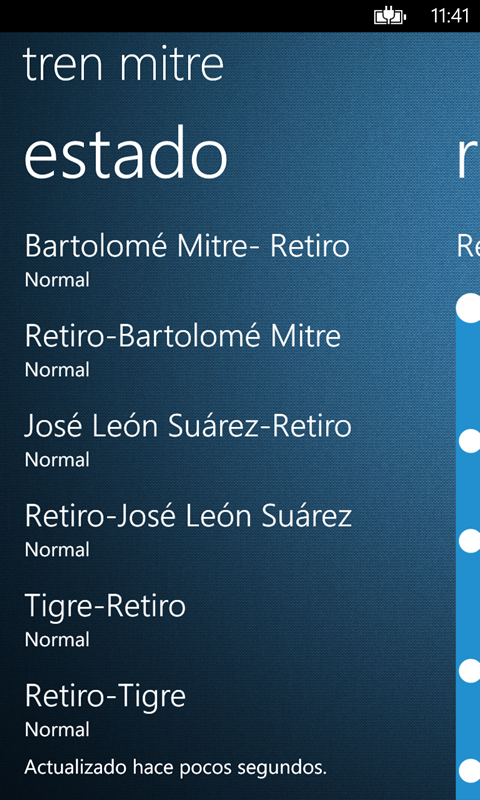 11:41
tren mitre
estado
r
Bartolomé Mitre- Retiro
Re
Normal
Retiro-Bartolomé Mitre
Normal
José León Suárez-Retiro
Normal
Retiro-José León Suárez
Normal
Tigre-Retiro
Normal
Retiro-Tigre
Normal
Actualizado hace pocos segundos.